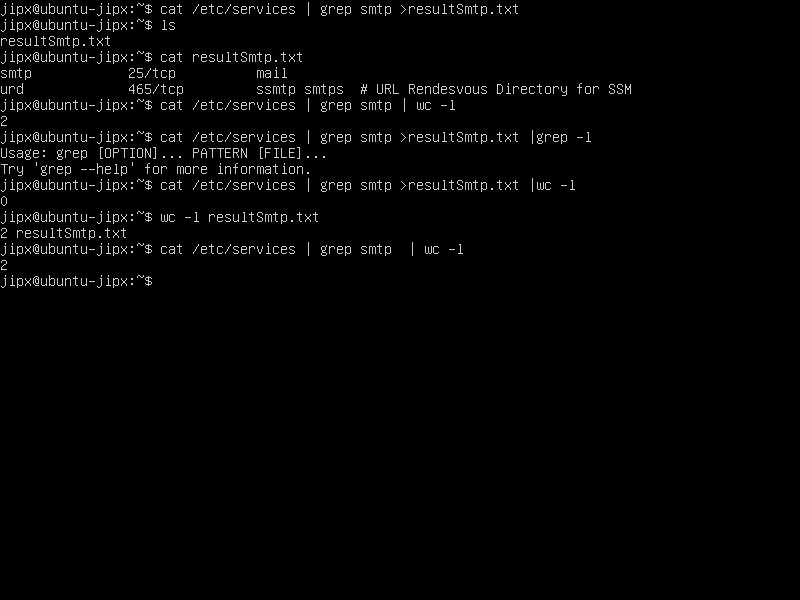 jipx@ubuntu-jipx:~$ cat /etc/services | grep smtp >resultSmtp.txt
jipx@ubuntu-jipx:~$ ls
resultSmtp.txt
jipx@ubuntu-jipx:~$ cat resultSmtp.txt
smtp            25/tcp          mail
urd             465/tcp         ssmtp smtps  # URL Rendesvous Directory for SSM
jipx@ubuntu-jipx:~$ cat /etc/services | grep smtp | wc -l
2
jipx@ubuntu-jipx:~$ cat /etc/services | grep smtp >resultSmtp.txt |grep -l
Usage: grep [OPTION]... PATTERN [FILE]...
Try 'grep --help' for more information.
jipx@ubuntu-jipx:~$ cat /etc/services | grep smtp >resultSmtp.txt |wc -l
0
jipx@ubuntu-jipx:~$ wc -l resultSmtp.txt
2 resultSmtp.txt
jipx@ubuntu-jipx:~$ cat /etc/services | grep smtp  | wc -l
2
jipx@ubuntu-jipx:~$